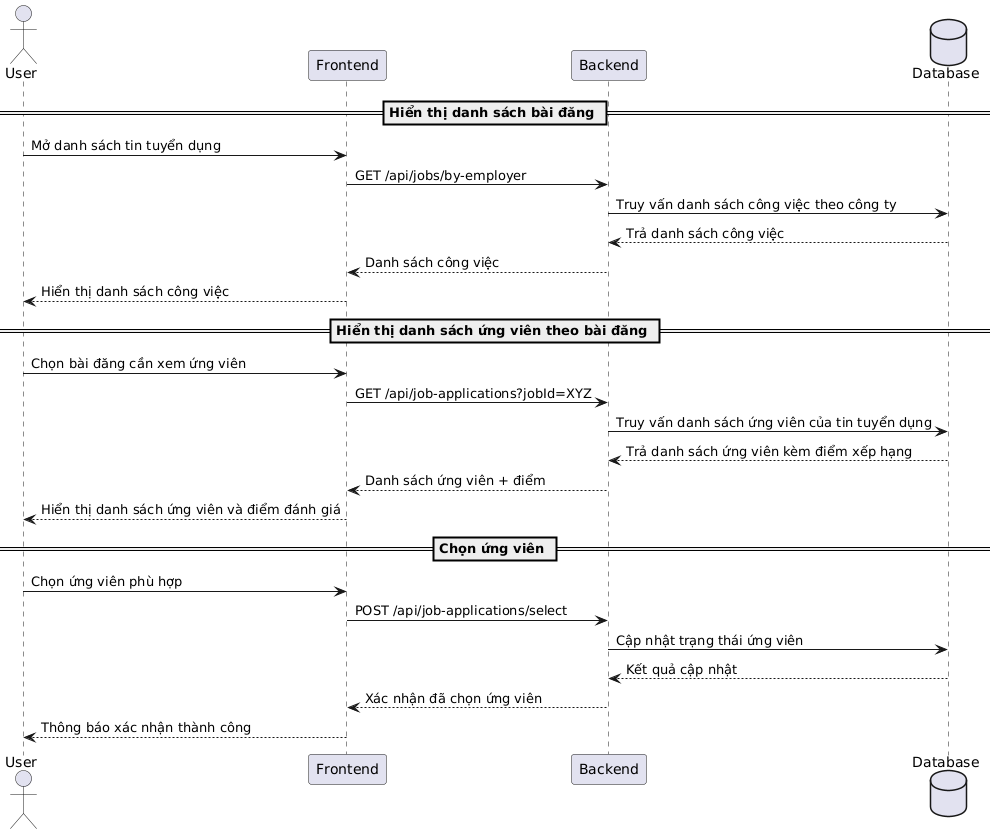 User
Frontend
Backend
Database
Hiển thị danh sách bài đăng
Mở danh sách tin tuyển dụng
GET /api/jobs/by-employer
Truy vấn danh sách công việc theo công ty
Trả danh sách công việc
Danh sách công việc
Hiển thị danh sách công việc
Hiển thị danh sách ứng viên theo bài đăng
Chọn bài đăng cần xem ứng viên
GET /api/job-applications?jobId=XYZ
Truy vấn danh sách ứng viên của tin tuyển dụng
Trả danh sách ứng viên kèm điểm xếp hạng
Danh sách ứng viên + điểm
Hiển thị danh sách ứng viên và điểm đánh giá
Chọn ứng viên
Chọn ứng viên phù hợp
POST /api/job-applications/select
Cập nhật trạng thái ứng viên
Kết quả cập nhật
Xác nhận đã chọn ứng viên
Thông báo xác nhận thành công
User
Frontend
Backend
Database